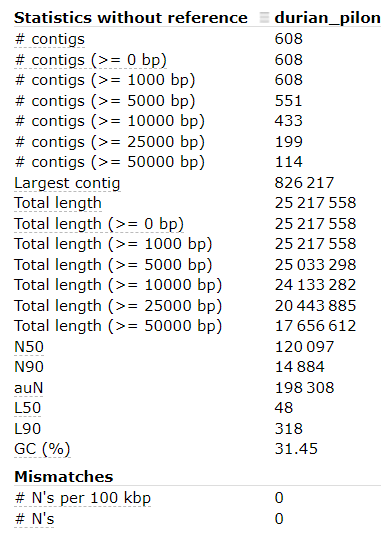 Statistics without reference durian_pilon
# contigs 608
# contigs (>= 0 bp) 608
# contigs (>= 1000 bp) 608
# contigs (>= 5000 bp) 551
# contigs (>= 10000 bp) 433
# contigs (>= 25000 bp) 199
# contigs (>= 50000 bp) 114
Largest contig 826 217
Total length 25 217 558
Total length (>= 0 bp) 25 217 558
Total length (>= 1000 bp) 25 217 558
Total length (>= 5000 bp) 25 033 298
Total length (>= 10000 bp) 24 133 282
Total length (>= 25000 bp) 20 443 885
Total length (>= 50000 bp) 17 656 612
N50 120 097
N90 14 884
auN 198 308
L50 48
L90 318
GC (%) 31.45
Mismatches
# N's per 100 kbp 0
# N's 0